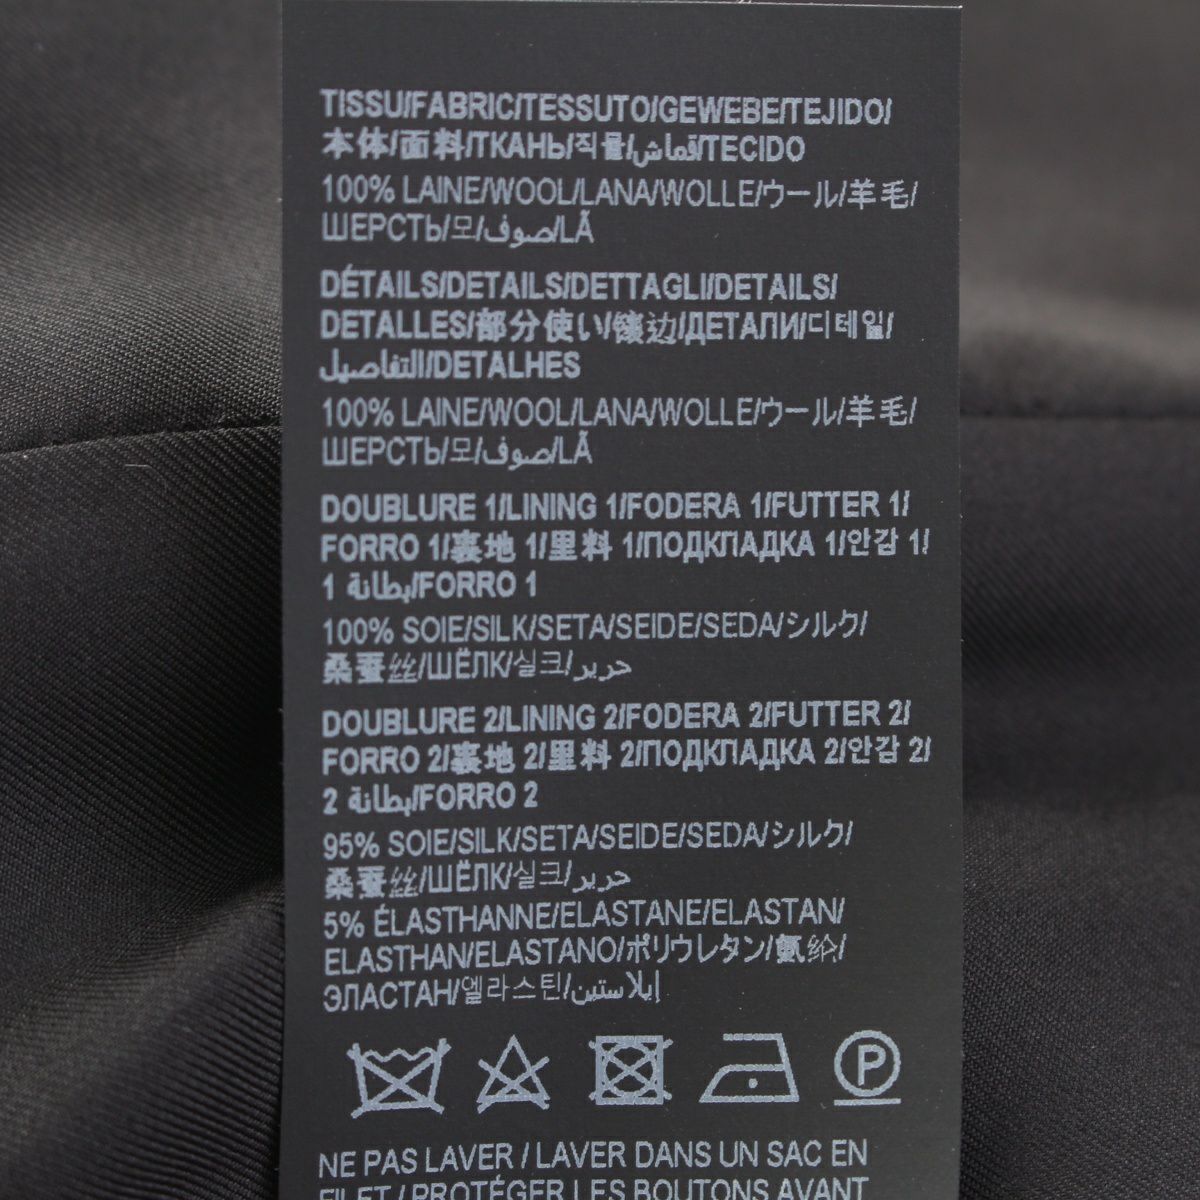 TISSU/FABRIC/TESSUTO/GEWEBE/TEJIDO/
本体/面料/ТКАНЬ/직물/قماش/TECIDO
100% LAINE/WOOL/LANA/WOLLE/ウール/羊毛/
ШЕРСТЬ/모/صوف/LÃ
DÉTAILS/DETAILS/DETTAGLI/DETAILS/
DETALLES/部分使い/镶边/ДЕТАЛИ/디테일/
التفاصيل/DETALHES
100% LAINE/WOOL/LANA/WOLLE/ウール/羊毛/
ШЕРСТЬ/모/صوف/LÃ
DOUBLURE 1/LINING 1/FODERA 1/FUTTER 1/
FORRO 1/裏地 1/里料 1/ПОДКЛАДКА 1/안감 1/
1 بطانة/FORRO 1
100% SOIE/SILK/SETA/SEIDE/SEDA/シルク/
桑蚕丝/ШЁЛК/실크/حرير
DOUBLURE 2/LINING 2/FODERA 2/FUTTER 2/
FORRO 2/裏地 2/里料 2/ПОДКЛАДКА 2/안감 2/
2 بطانة/FORRO 2
95% SOIE/SILK/SETA/SEIDE/SEDA/シルク/
桑蚕丝/ШЁЛК/실크/حرير
5% ÉLASTHANNE/ELASTANE/ELASTAN/
ELASTHAN/ELASTANO/ポリウレタン/氨纶/
ЭЛАСТАН/엘라스틴/إيلاستين
P
NE PAS LAVER / LAVER DANS UN SAC EN
FILET / PROTÉGER LES BOUTONS AVANT